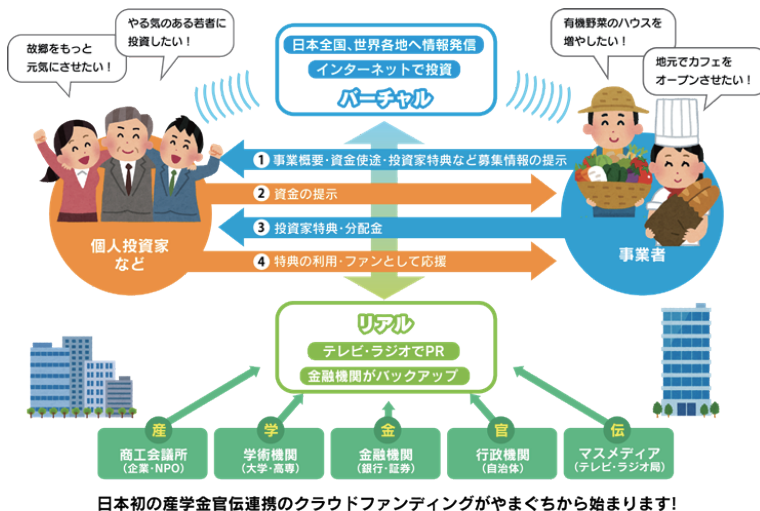 故郷をもっと
元気にさせたい！
やる気のある若者に
投資したい！
日本全国、世界各地へ情報発信
インターネットで投資
バーチャル
有機野菜のハウスを
増やしたい！
地元でカフェを
オープンさせたい！
1 事業概要・資金使途・投資家特典など募集情報の提示
2 資金の提示
3 投資家特典・分配金
4 特典の利用・ファンとして応援
個人投資家
など
事業者
リアル
テレビ・ラジオでPR
金融機関がバックアップ
産
商工会議所
（企業・NPO）
学
学術機関
（大学・高専）
金
金融機関
（銀行・証券）
官
行政機関
（自治体）
伝
マスメディア
（テレビ・ラジオ局）
日本初の産学金官伝連携のクラウドファンディングがやまぐちから始まります!